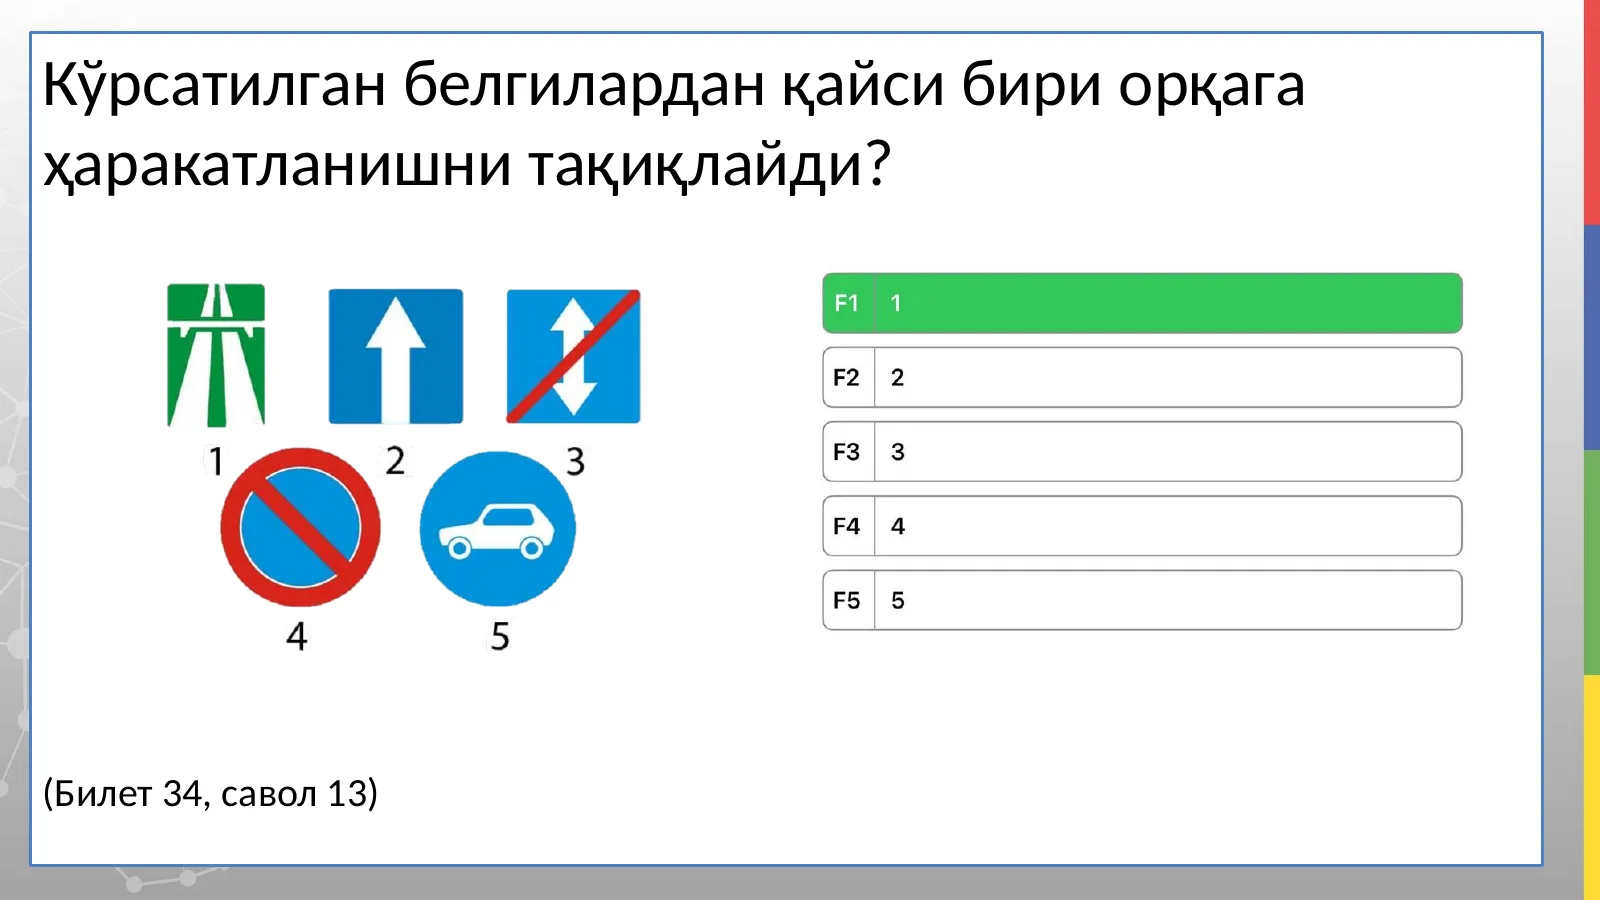 Кўрсатилган белгилардан қайси бири орқага
ҳаракатланишни тақиқлайди?
1
2
3
4
5
F1 1
F2 2
F3 3
F4 4
F5 5
(Билет 34, савол 13)